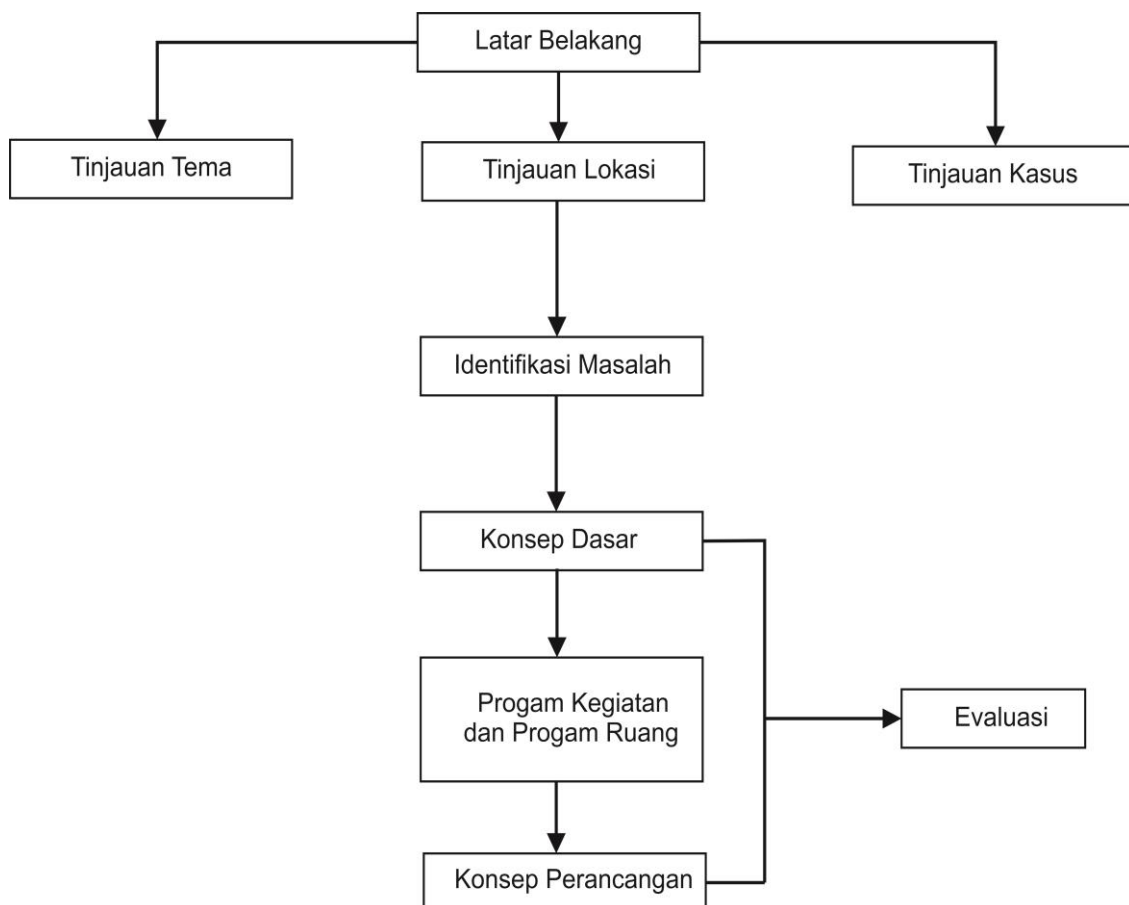 Latar Belakang
Tinjauan Tema
Tinjauan Lokasi
Tinjauan Kasus
Identifikasi Masalah
Konsep Dasar
Progam Kegiatan
dan Progam Ruang
Evaluasi
Konsep Perancangan